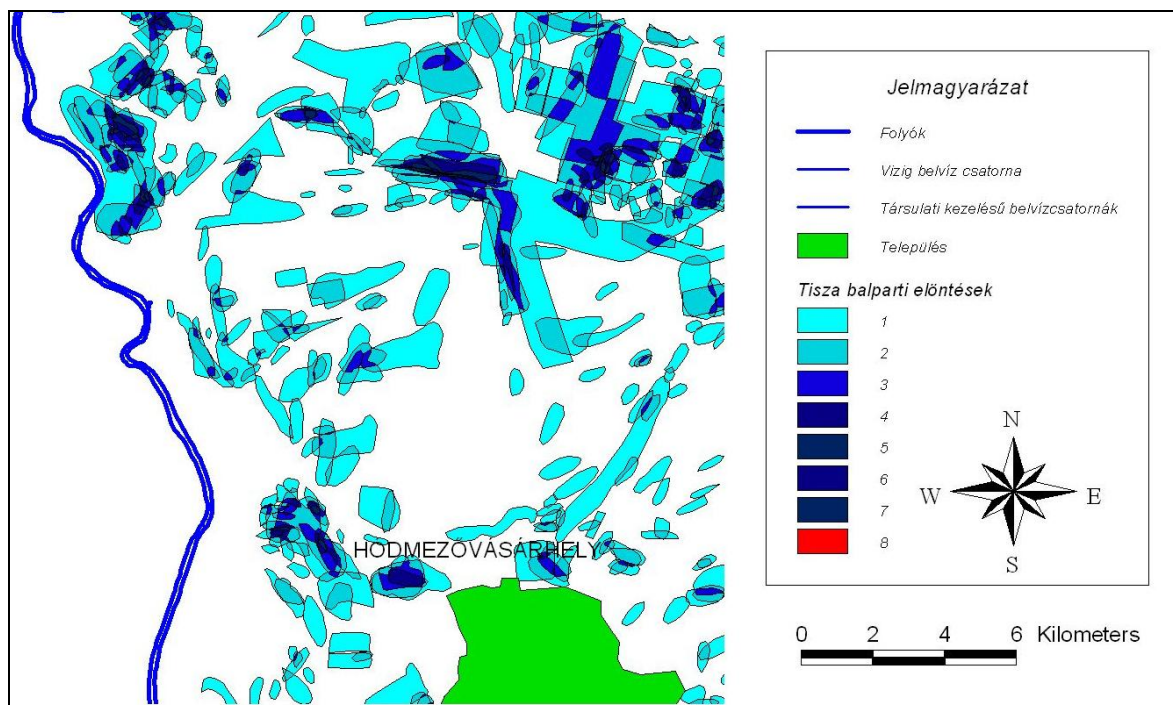 HÓDMEZŐVÁSÁRHELY
Jelmagyarázat
Folyók
Vizig belvíz csatorna
Társulati kezelésű belvízcsatornák
Település
Tisza balparti elöntések
1
2
3
4
5
6
7
8
N
W E
S
0 2 4 6 Kilometers